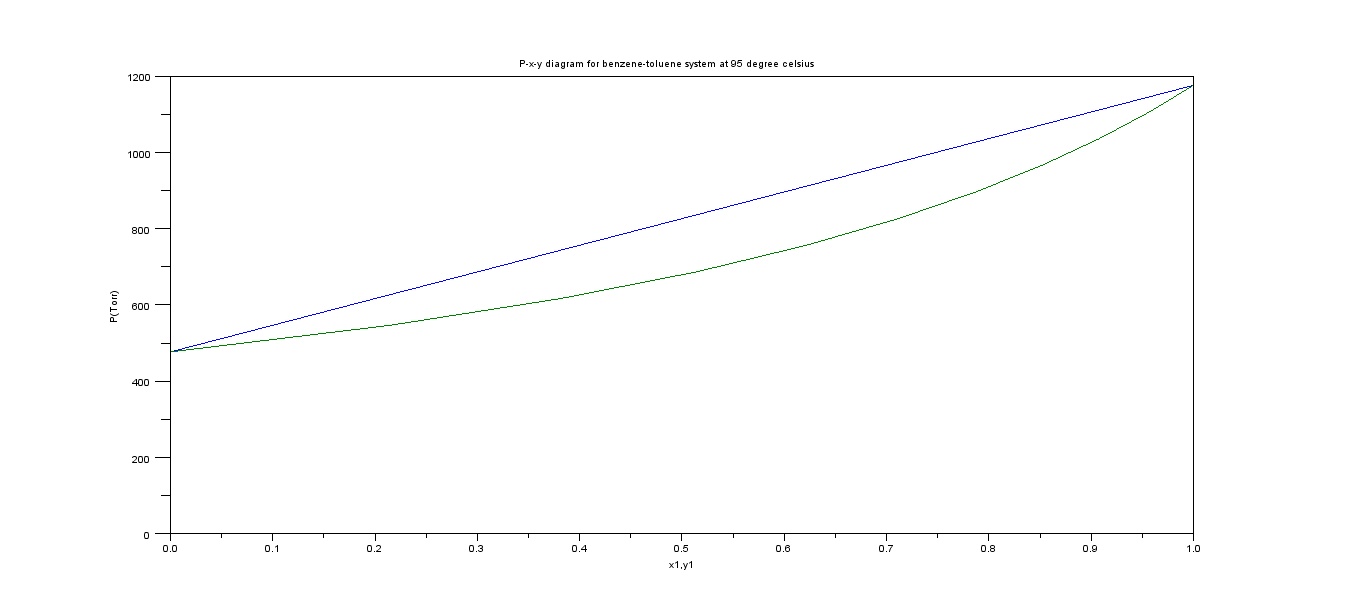 P-x-y diagram for benzene-toluene system at 95 degree celsius
1200
1000
800
600
400
200
0
P(Torr)
0.0 0.1 0.2 0.3 0.4 0.5 0.6 0.7 0.8 0.9 1.0
x1,y1